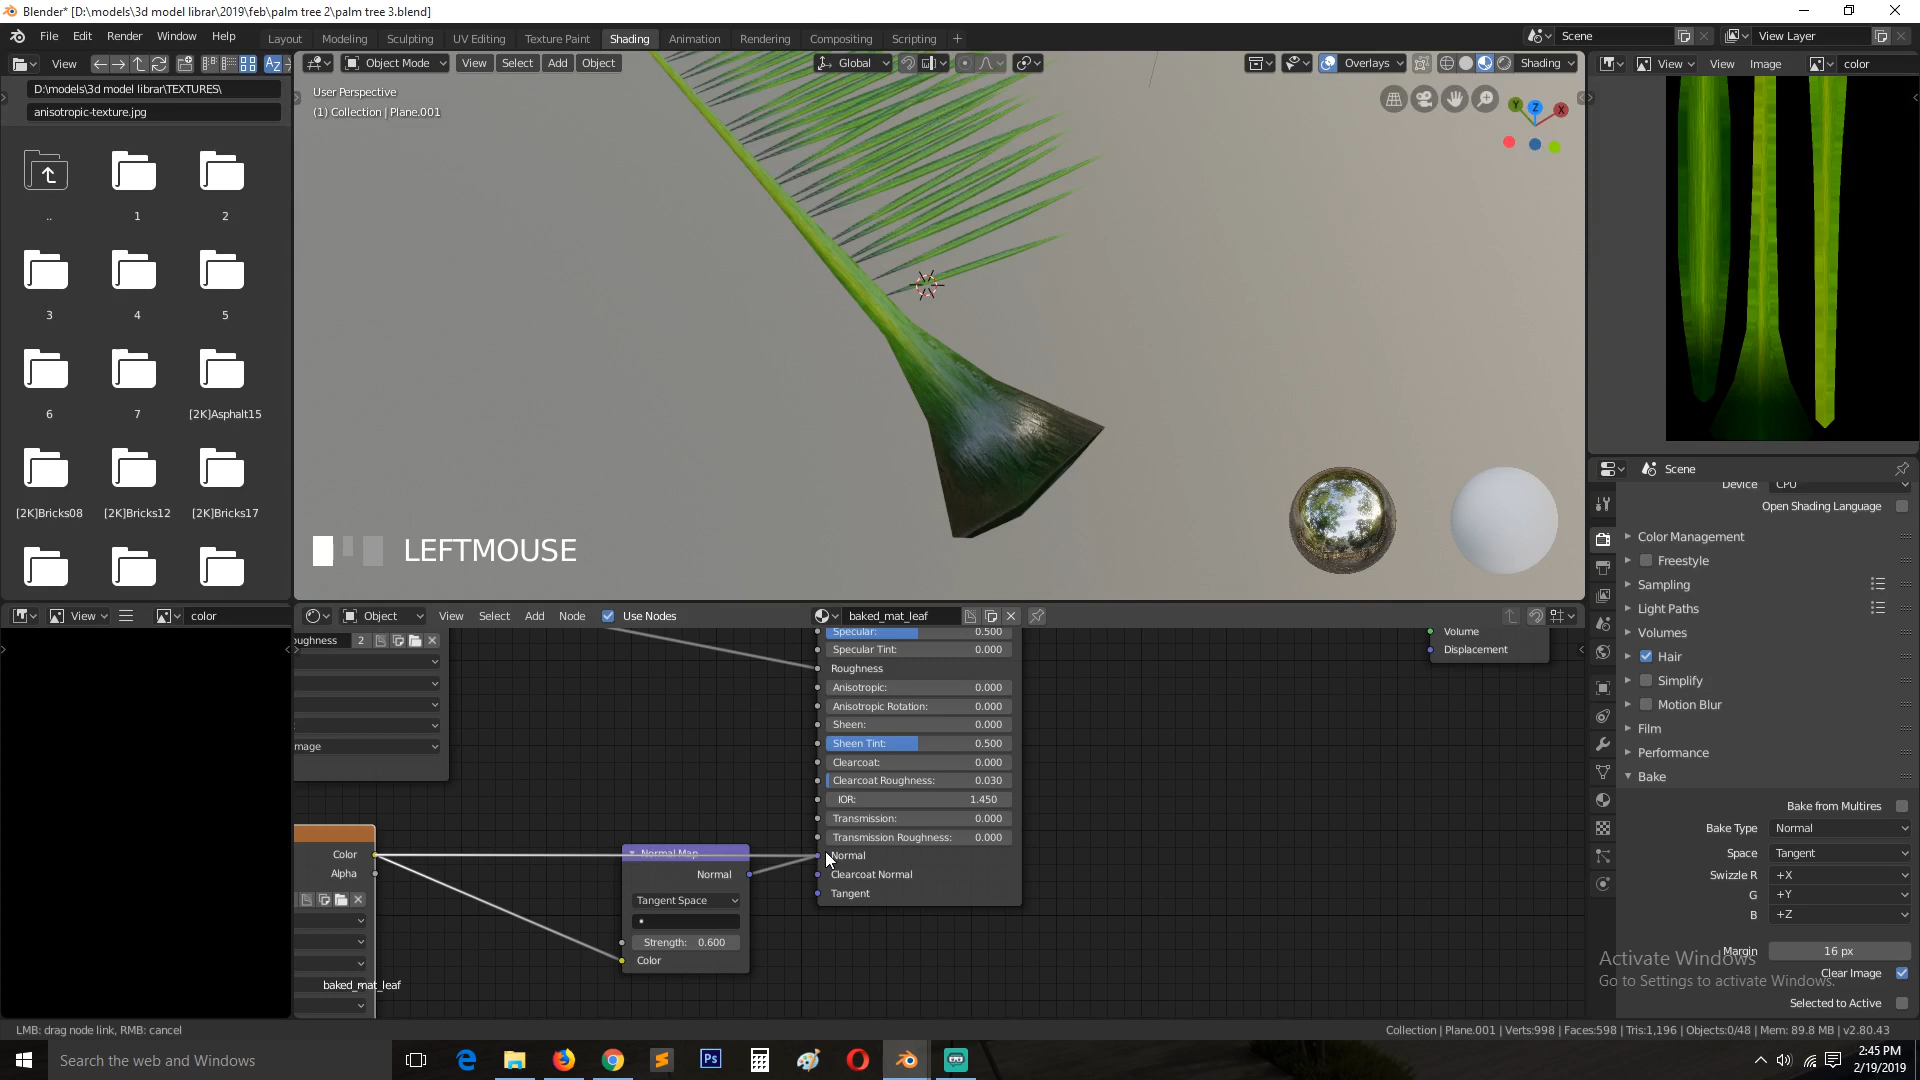 Blender* [D:\models\3d model librar\2019\feb\palm tree 2\palm tree 3.blend]
File Edit Render Window Help Layout Modeling Sculpting UV Editing Texture Paint Shading Animation Rendering Compositing Scripting + Scene View Layer
View Object Mode View Select Add Object Global Overlays Shading View View Image color
D:\models\3d model librar\TEXTURES\
anisotropic-texture.jpg
User Perspective
(1) Collection | Plane.001
Y Z X
.. 1 2
3 4 5
6 7 [2K]Asphalt15
[2K]Bricks08 [2K]Bricks12 [2K]Bricks17
LEFTMOUSE
Scene
Device CPU
Open Shading Language
Color Management
Freestyle
Sampling
Light Paths
Volumes
Hair
Simplify
Motion Blur
Film
Performance
Bake
Bake from Multires
Bake Type Normal
Space Tangent
Swizzle R +X
G +Y
B +Z
Margin 16 px
Clear Image
Selected to Active
Activate Windows
Go to Settings to activate Windows.
View color Object View Select Add Node Use Nodes baked_mat_leaf
oughness 2
mage
Specular: 0.500
Specular Tint: 0.000
Roughness
Anisotropic: 0.000
Anisotropic Rotation: 0.000
Sheen: 0.000
Sheen Tint: 0.500
Clearcoat: 0.000
Clearcoat Roughness: 0.030
IOR: 1.450
Transmission: 0.000
Transmission Roughness: 0.000
Normal
Clearcoat Normal
Tangent
Volume
Displacement
Color
Alpha
Normal Map
Normal
Tangent Space
Strength: 0.600
Color
baked_mat_leaf
LMB: drag node link, RMB: cancel
Collection | Plane.001 | Verts:998 | Faces:598 | Tris:1,196 | Objects:0/48 | Mem: 89.8 MB | v2.80.43
Search the web and Windows
2:45 PM
2/19/2019